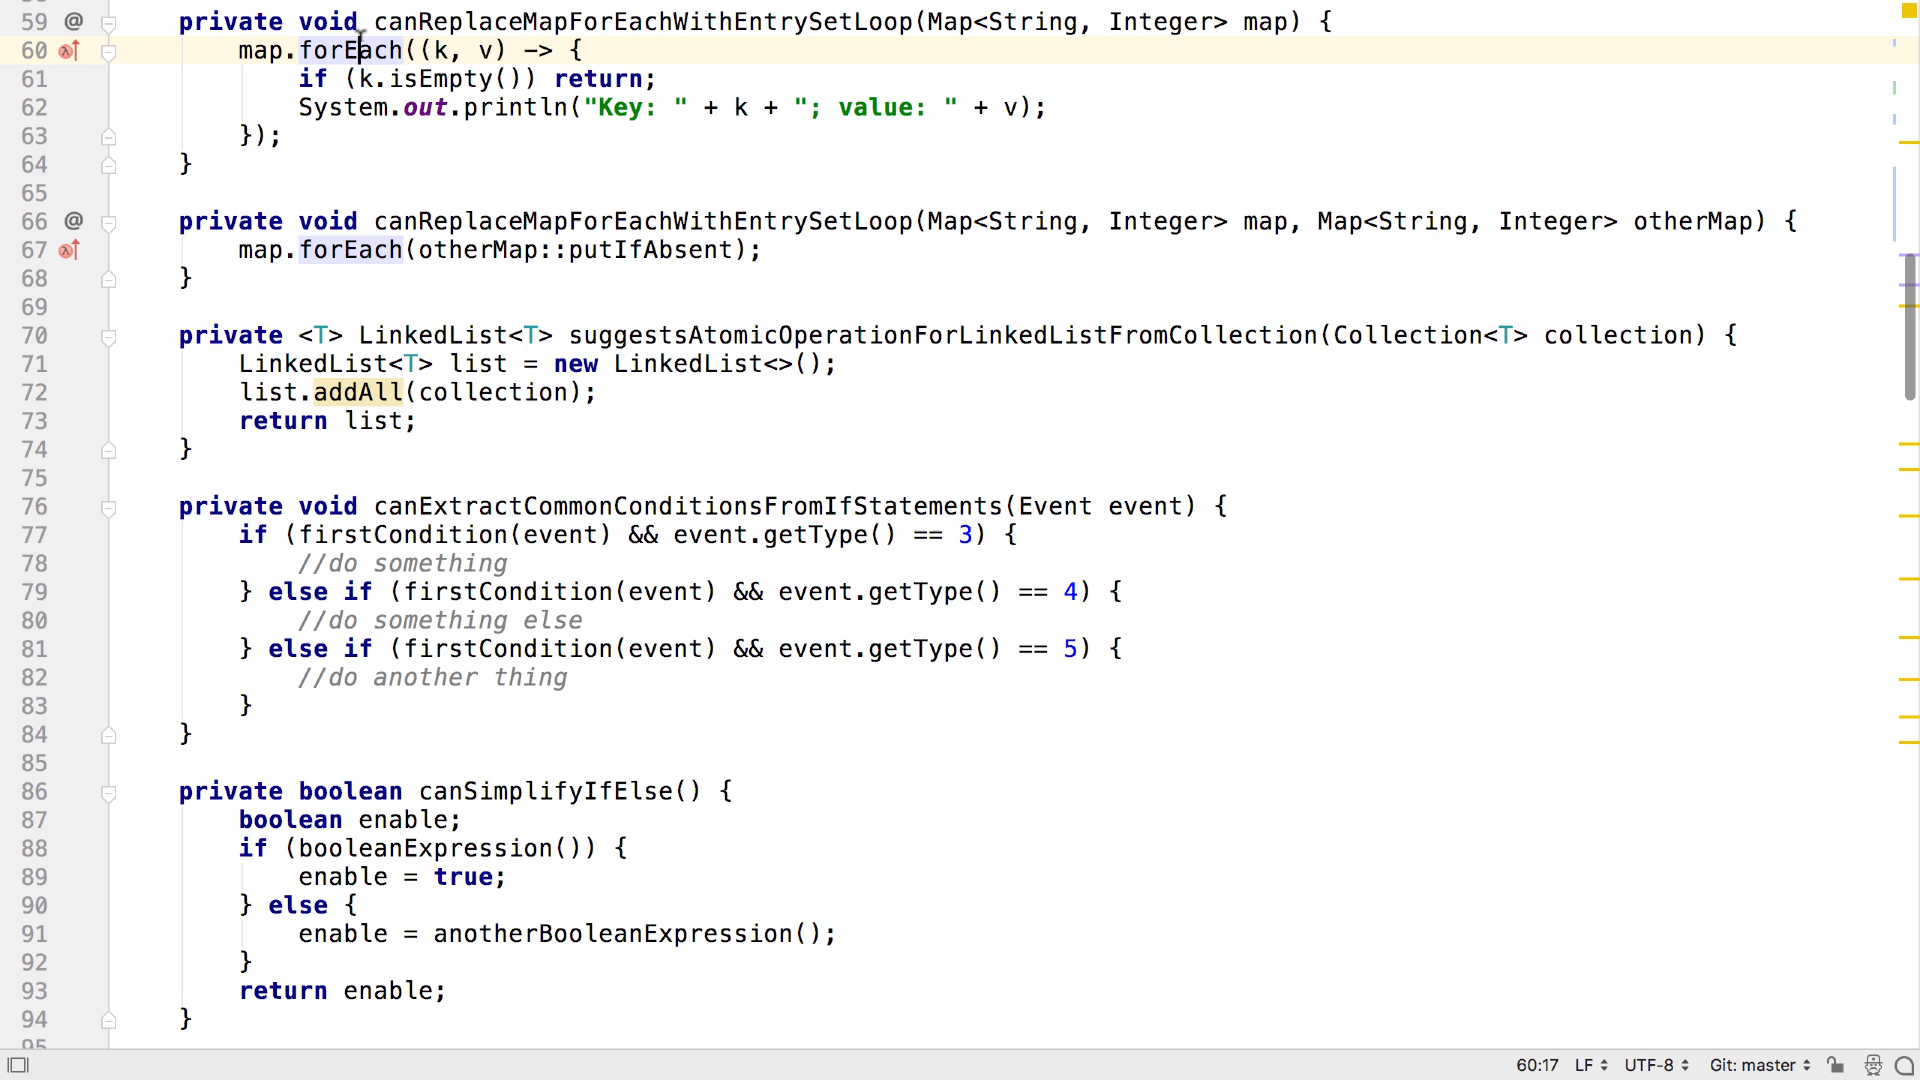 59 @ private void canReplaceMapForEachWithEntrySetLoop(Map<String, Integer> map) {
60 map.forEach((k, v) -> {
61 if (k.isEmpty()) return;
62 System.out.println("Key: " + k + "; value: " + v);
63 });
64 }
65
66 @ private void canReplaceMapForEachWithEntrySetLoop(Map<String, Integer> map, Map<String, Integer> otherMap) {
67 map.forEach(otherMap::putIfAbsent);
68 }
69
70 private <T> LinkedList<T> suggestsAtomicOperationForLinkedListFromCollection(Collection<T> collection) {
71 LinkedList<T> list = new LinkedList<>();
72 list.addAll(collection);
73 return list;
74 }
75
76 private void canExtractCommonConditionsFromIfStatements(Event event) {
77 if (firstCondition(event) && event.getType() == 3) {
78 //do something
79 } else if (firstCondition(event) && event.getType() == 4) {
80 //do something else
81 } else if (firstCondition(event) && event.getType() == 5) {
82 //do another thing
83 }
84 }
85
86 private boolean canSimplifyIfElse() {
87 boolean enable;
88 if (booleanExpression()) {
89 enable = true;
90 } else {
91 enable = anotherBooleanExpression();
92 }
93 return enable;
94 }
95
60:17 LF UTF-8 Git: master